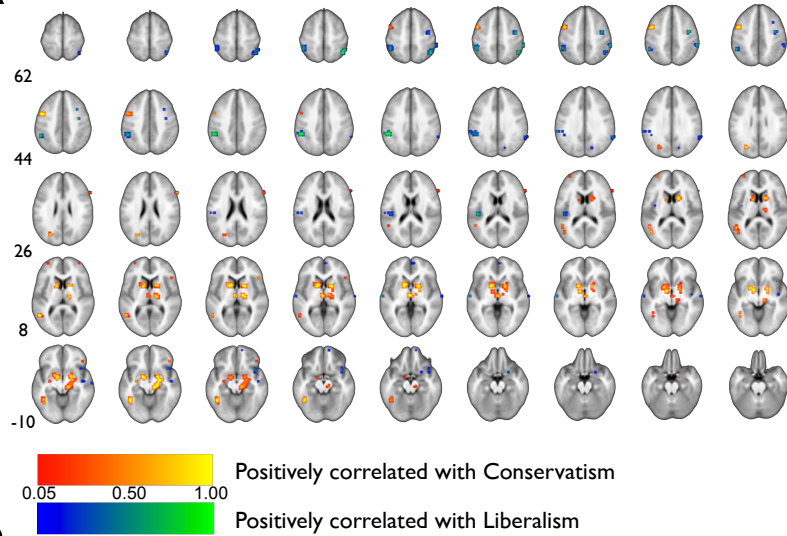 62
44
26
8
-10
Positively correlated with Conservatism
0.05 0.50 1.00
Positively correlated with Liberalism